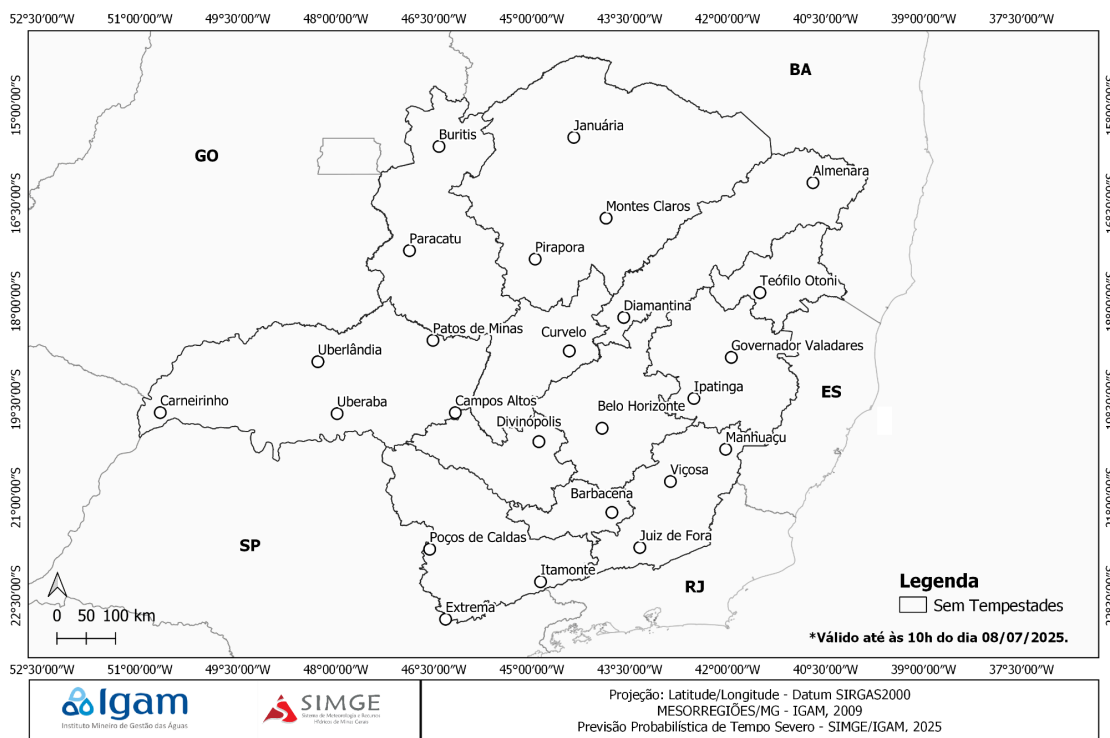 52°30'00"W 51°00'00"W 49°30'00"W 48°00'00"W 46°30'00"W 45°00'00"W 43°30'00"W 42°00'00"W 40°30'00"W 39°00'00"W 37°30'00"W
15°00'00"S
16°30'00"S
18°00'00"S
19°30'00"S
21°00'00"S
22°30'00"S
BA
GO
Buritis
Januária
Almenara
Montes Claros
Paracatu
Pirapora
Teófilo Otoni
Diamantina
Patos de Minas
Curvelo
Uberlândia
Governador Valadares
Ipatinga
ES
Carneirinho
Uberaba
Campos Altos
Belo Horizonte
Divinópolis
Manhuaçu
Viçosa
Barbacena
SP
Poços de Caldas
Juiz de Fora
Itamonte
RJ
Extrema
0 50 100 km
Legenda
Sem Tempestades
*Válido até às 10h do dia 08/07/2025.
52°30'00"W 51°00'00"W 49°30'00"W 48°00'00"W 46°30'00"W 45°00'00"W 43°30'00"W 42°00'00"W 40°30'00"W 39°00'00"W 37°30'00"W
Igam
Instituto Mineiro de Gestão das Águas
SIMGE
Sistema de Meteorologia e Recursos
Hídricos de Minas Gerais
Projeção: Latitude/Longitude - Datum SIRGAS2000
MESORREGIÕES/MG - IGAM, 2009
Previsão Probabilística de Tempo Severo - SIMGE/IGAM, 2025